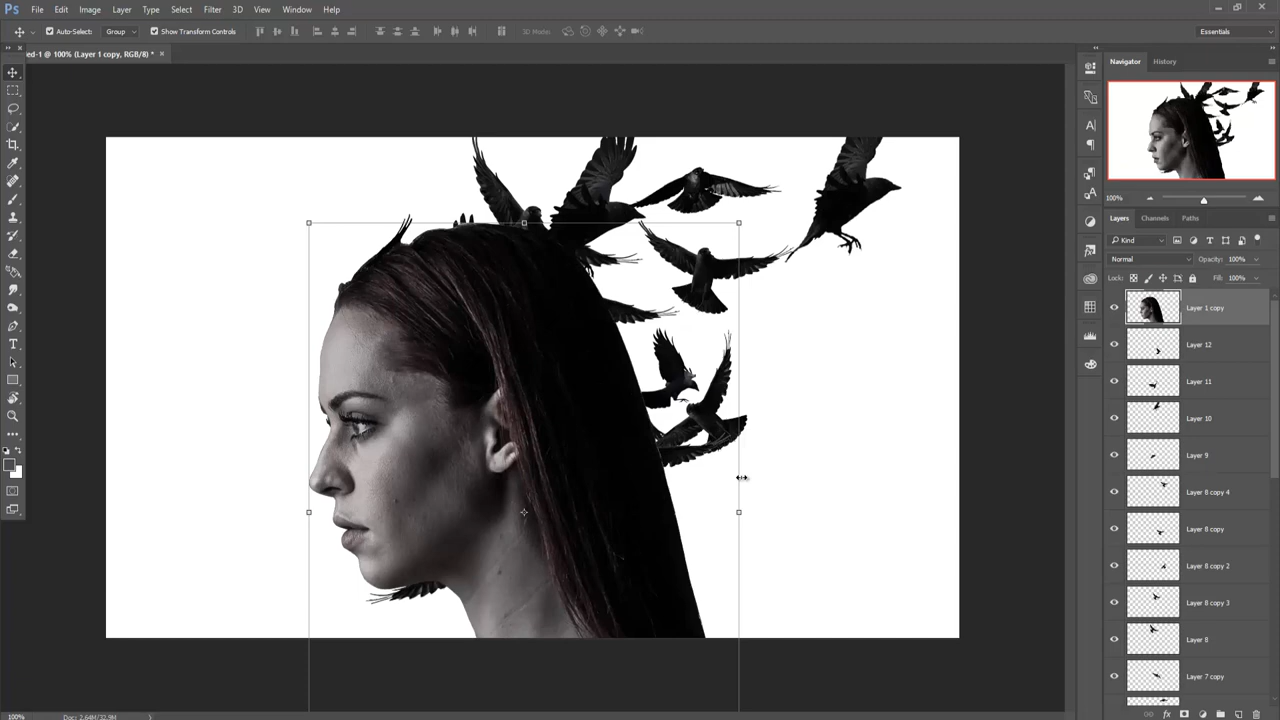 Ps File Edit Image Layer Type Select Filter 3D View Window Help
Auto-Select: Group Show Transform Controls 3D Mode: Essentials
ed-1 @ 100% (Layer 1 copy, RGB/8) *
Navigator History
100%
Layers Channels Paths
Kind
Normal Opacity: 100%
Lock: Fill: 100%
Layer 1 copy
Layer 12
Layer 11
Layer 10
Layer 9
Layer 8 copy 4
Layer 8 copy
Layer 8 copy 2
Layer 8 copy 3
Layer 8
Layer 7 copy
100% Doc: 2.64M/32.9M